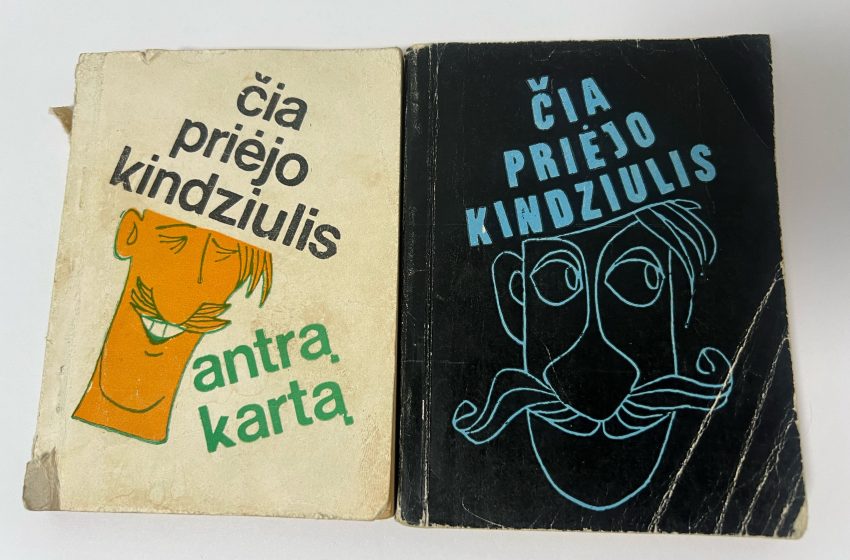 čia
priėjo
kindziulis
antrą
kartą
ČIA
PRIĖJO
KINDZIULIS